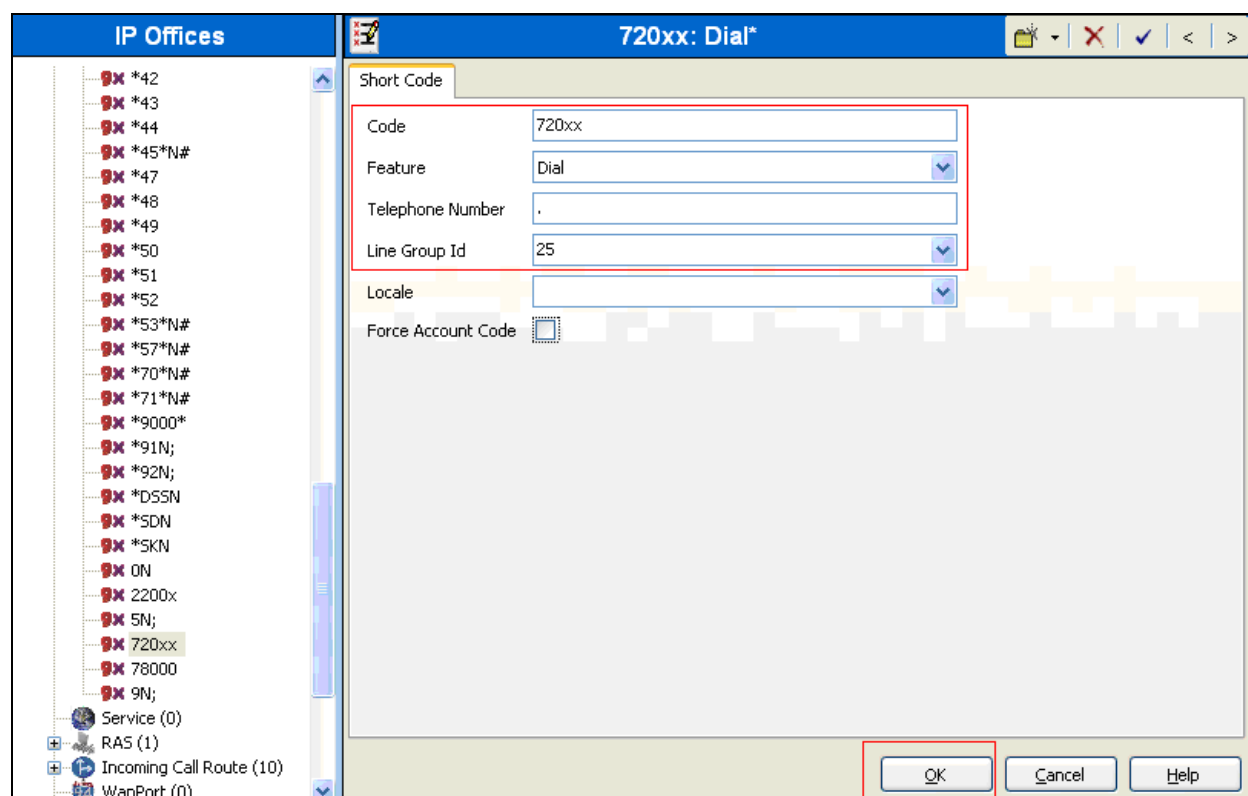 IP Offices
*42
*43
*44
*45*N#
*47
*48
*49
*50
*51
*52
*53*N#
*57*N#
*70*N#
*71*N#
*9000*
*91N;
*92N;
*DSSN
*SDN
*SKN
0N
2200x
5N;
720xx
78000
9N;
Service (0)
RAS (1)
Incoming Call Route (10)
WanPort (0)
720xx: Dial*
Short Code
Code 720xx
Feature Dial
Telephone Number .
Line Group Id 25
Locale
Force Account Code
OK Cancel Help